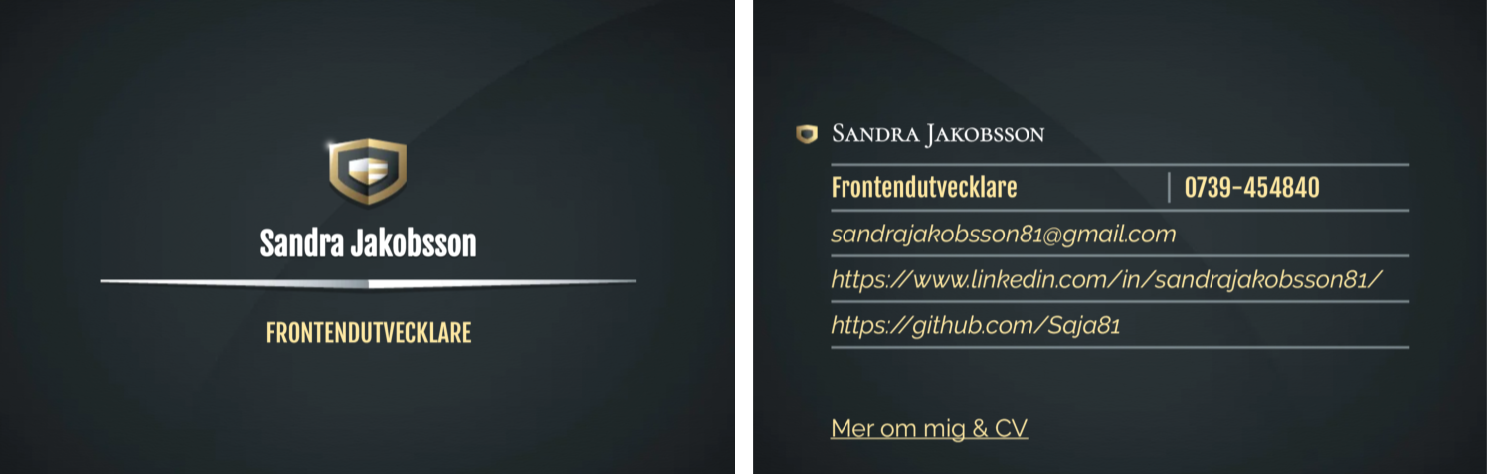 Sandra Jakobsson
FRONTENDUTVECKLARE
Sandra Jakobsson
Frontendutvecklare | 0739-454840
sandrajakobsson81@gmail.com
https://www.linkedin.com/in/sandrajakobsson81/
https://github.com/Saja81
Mer om mig & CV